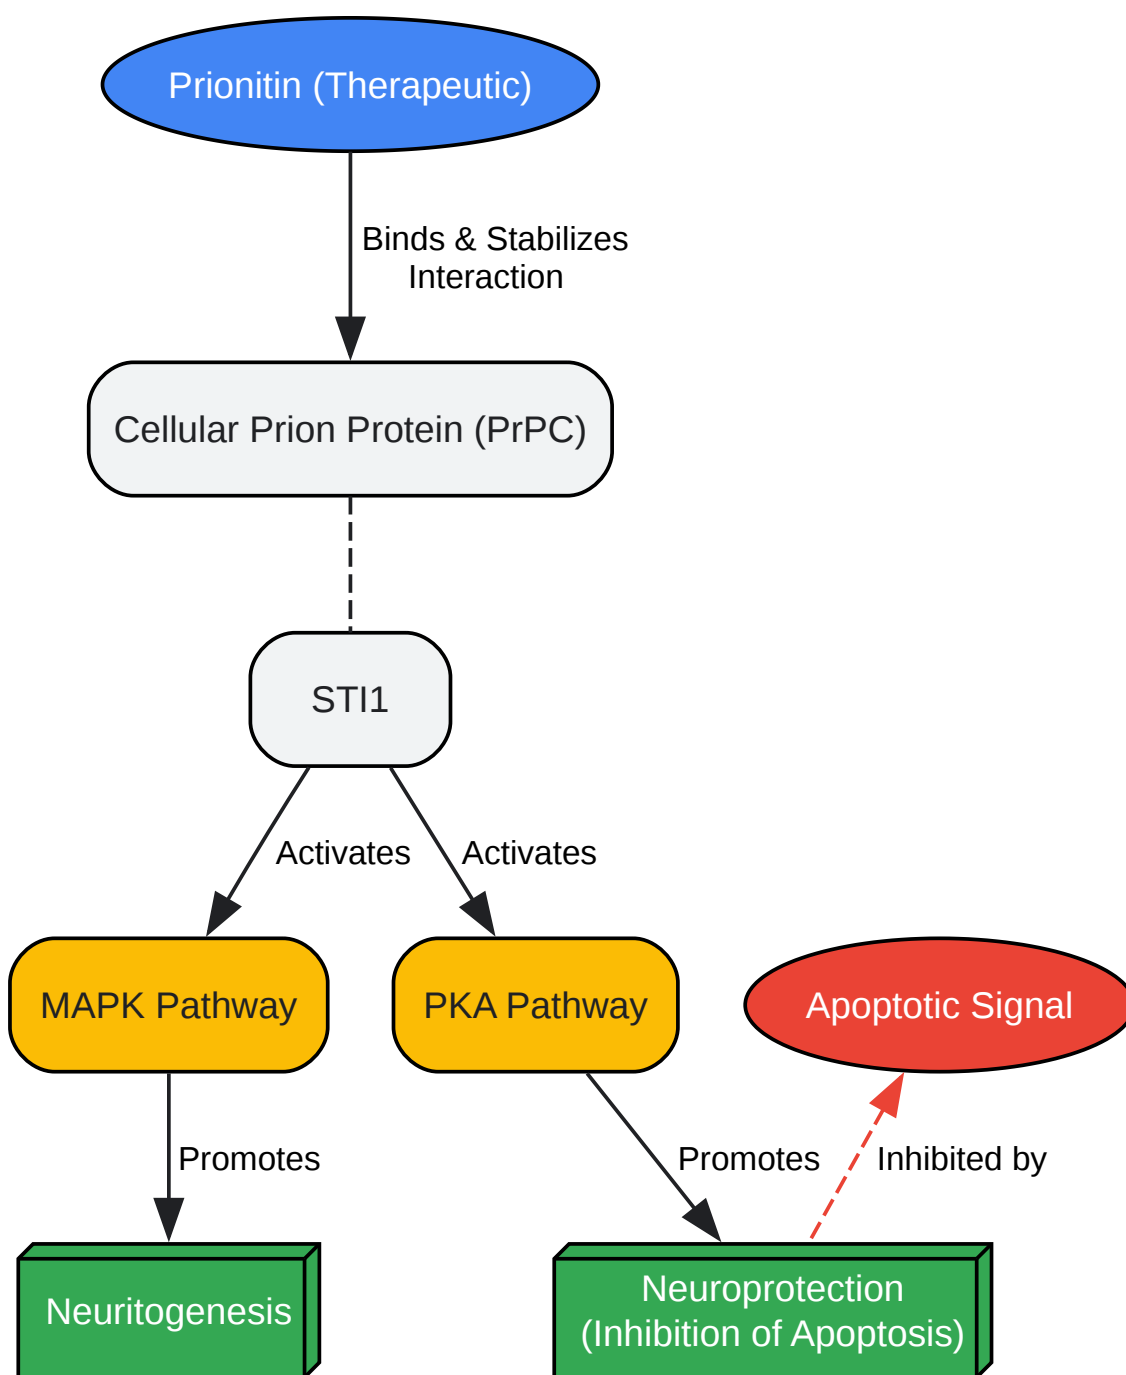 Prionitin (Therapeutic)
Binds & Stabilizes
Interaction
Cellular Prion Protein (PrPC)
STI1
Activates
Activates
MAPK Pathway
PKA Pathway
Apoptotic Signal
Promotes
Promotes
Inhibited by
Neuritogenesis
Neuroprotection
(Inhibition of Apoptosis)